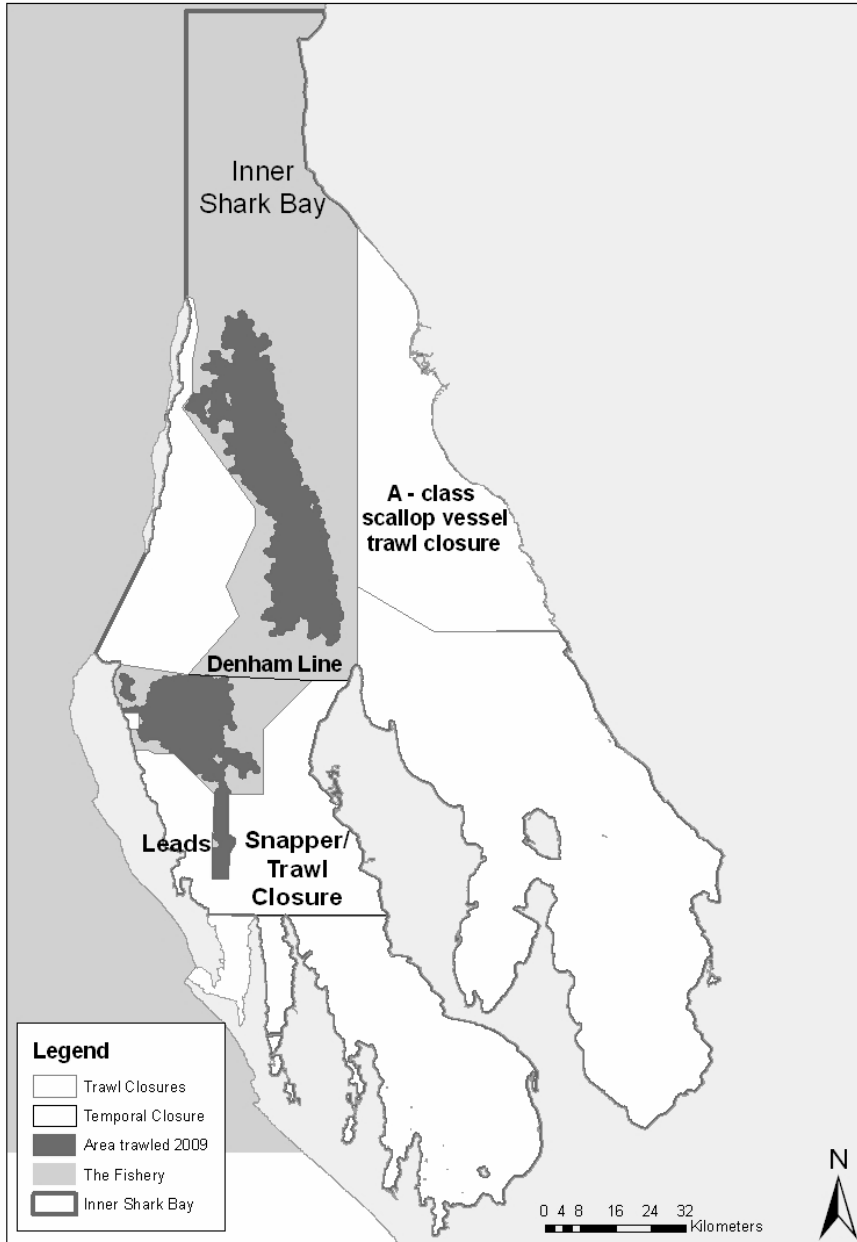 Inner
Shark Bay
A - class
scallop vessel
trawl closure
Denham Line
Leads
Snapper/
Trawl
Closure
Legend
Trawl Closures
Temporal Closure
Area trawled 2009
The Fishery
Inner Shark Bay
N
0 4 8 16 24 32
Kilometers